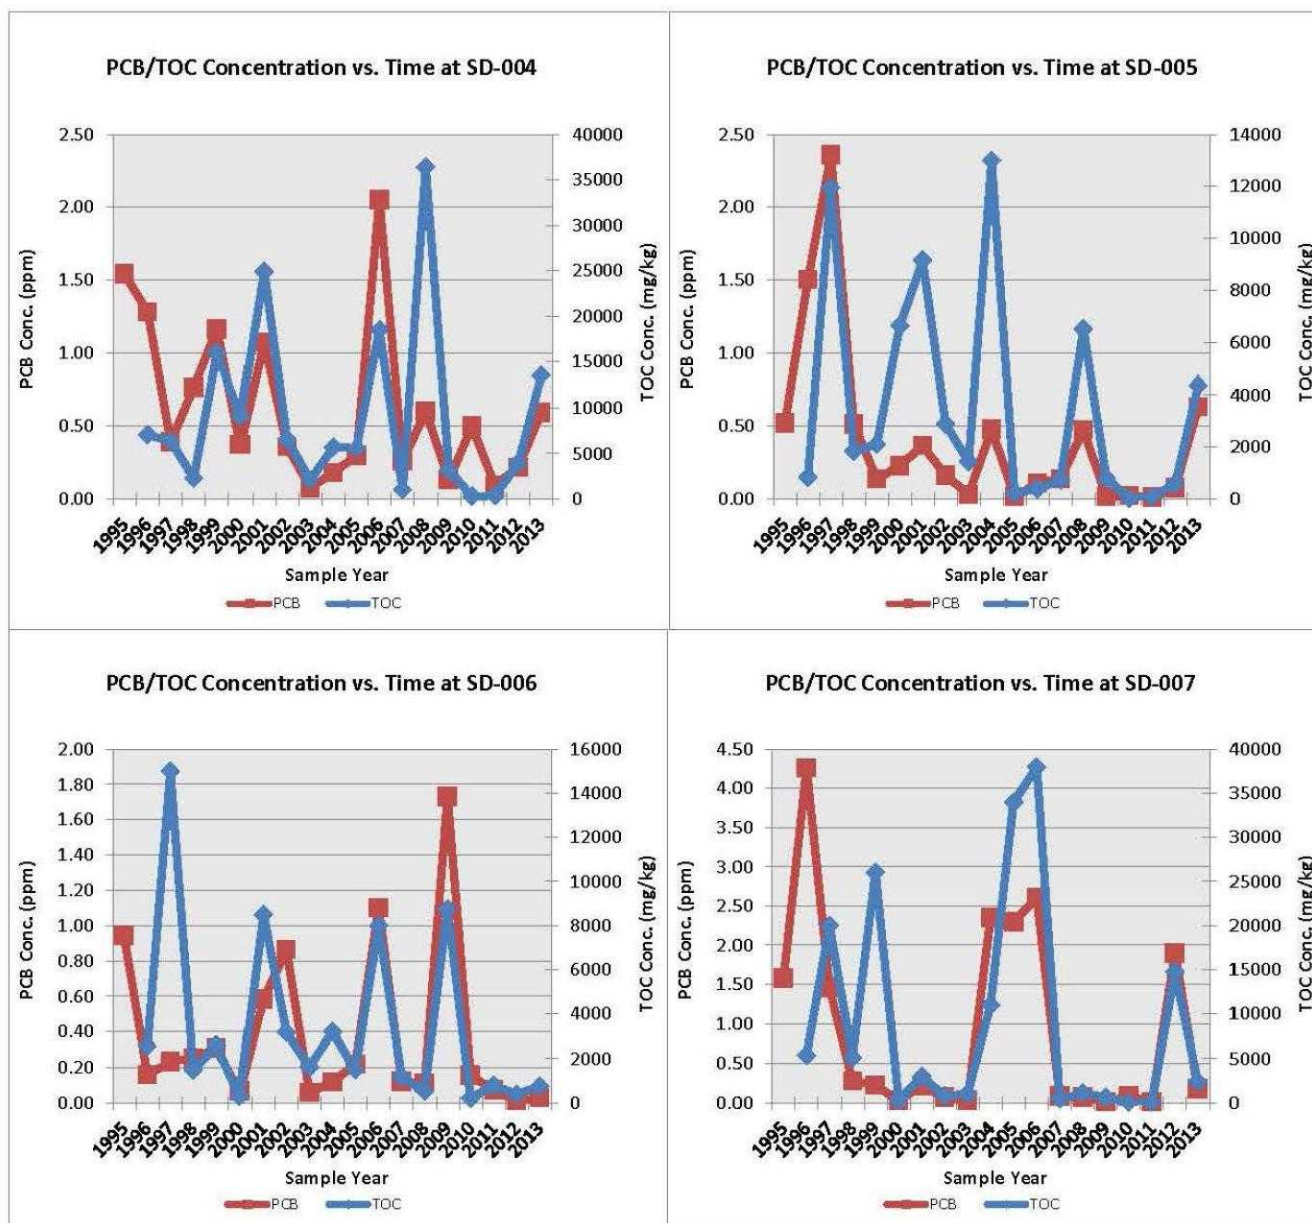 PCB/TOC Concentration vs. Time at SD-004
2.50
2.00
1.50
1.00
0.50
0.00
PCB Conc. (ppm)
40000
35000
30000
25000
20000
15000
10000
5000
0
TOC Conc. (mg/kg)
1995 1996 1997 1998 1999 2000 2001 2002 2003 2004 2005 2006 2007 2008 2009 2010 2011 2012 2013
Sample Year
PCB TOC
PCB/TOC Concentration vs. Time at SD-005
2.50
2.00
1.50
1.00
0.50
0.00
PCB Conc. (ppm)
14000
12000
10000
8000
6000
4000
2000
0
TOC Conc. (mg/kg)
1995 1996 1997 1998 1999 2000 2001 2002 2003 2004 2005 2006 2007 2008 2009 2010 2011 2012 2013
Sample Year
PCB TOC
PCB/TOC Concentration vs. Time at SD-006
2.00
1.80
1.60
1.40
1.20
1.00
0.80
0.60
0.40
0.20
0.00
PCB Conc. (ppm)
16000
14000
12000
10000
8000
6000
4000
2000
0
TOC Conc. (mg/kg)
1995 1996 1997 1998 1999 2000 2001 2002 2003 2004 2005 2006 2007 2008 2009 2010 2011 2012 2013
Sample Year
PCB TOC
PCB/TOC Concentration vs. Time at SD-007
4.50
4.00
3.50
3.00
2.50
2.00
1.50
1.00
0.50
0.00
PCB Conc. (ppm)
40000
35000
30000
25000
20000
15000
10000
5000
0
TOC Conc. (mg/kg)
1995 1996 1997 1998 1999 2000 2001 2002 2003 2004 2005 2006 2007 2008 2009 2010 2011 2012 2013
Sample Year
PCB TOC